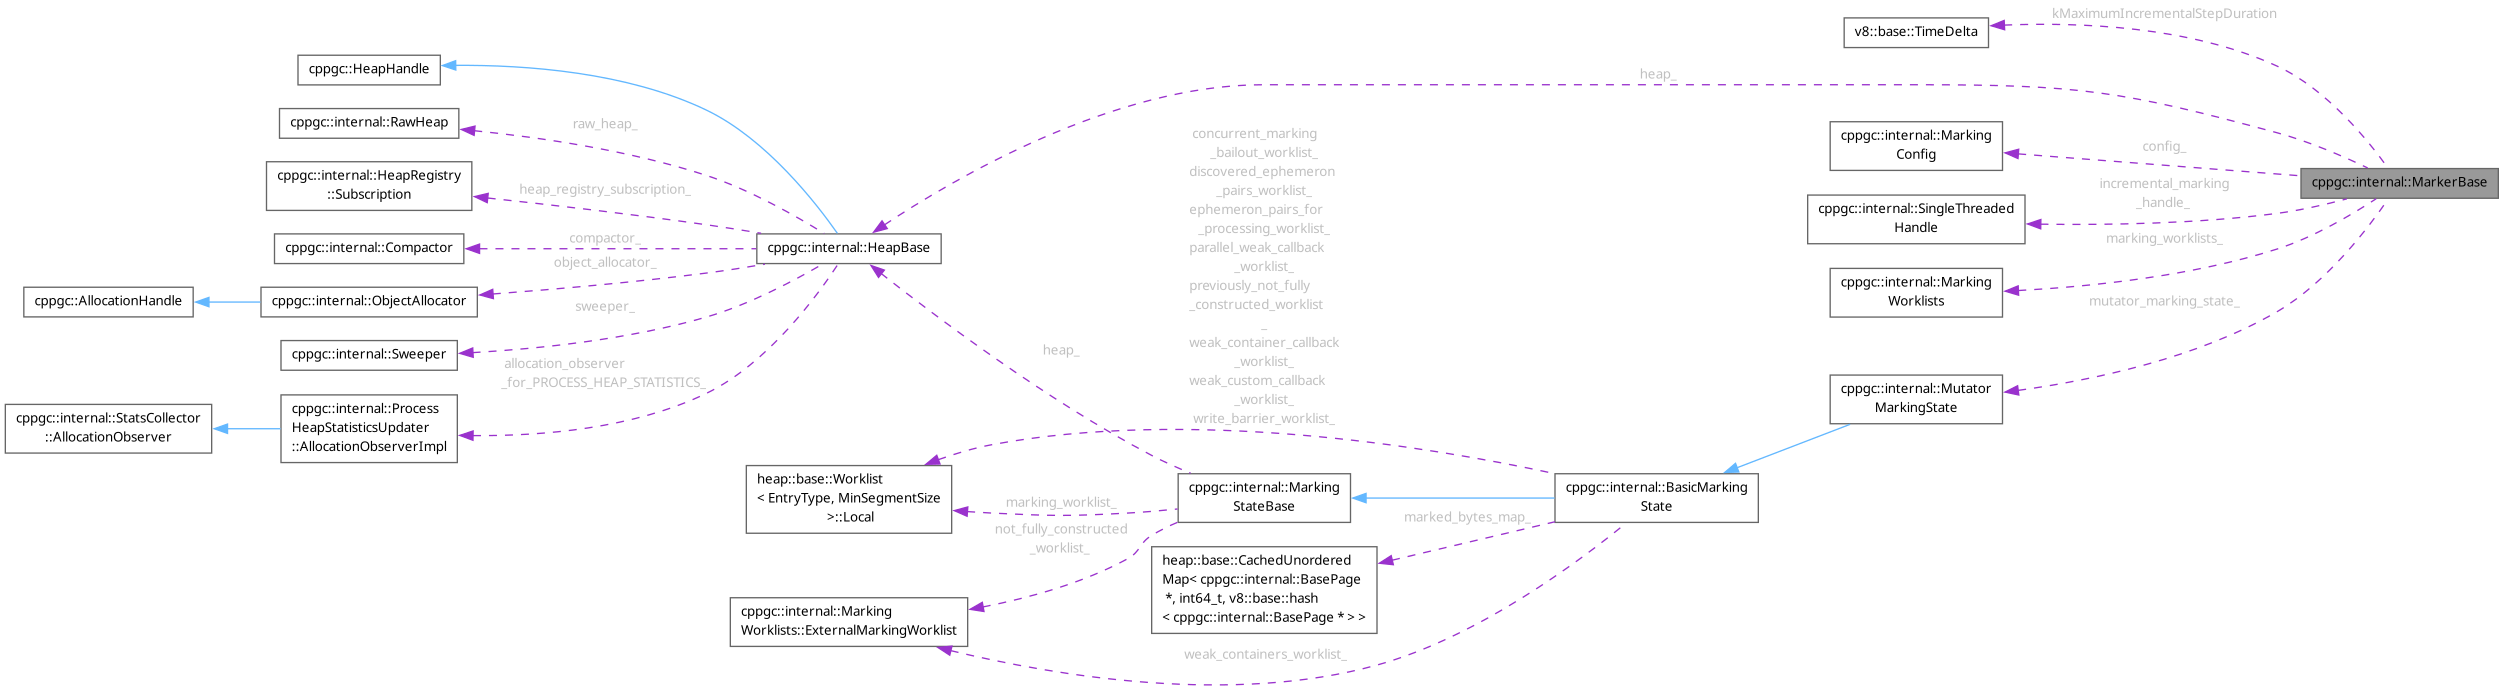 kMaximumIncrementalStepDuration
v8::base::TimeDelta
cppgc::HeapHandle
heap_
cppgc::internal::RawHeap
raw_heap_
concurrent_marking
_bailout_worklist_
discovered_ephemeron
_pairs_worklist_
ephemeron_pairs_for
_processing_worklist_
parallel_weak_callback
_worklist_
previously_not_fully
_constructed_worklist
_
weak_container_callback
_worklist_
weak_custom_callback
_worklist_
write_barrier_worklist_
cppgc::internal::Marking
Config
config_
cppgc::internal::MarkerBase
cppgc::internal::HeapRegistry
::Subscription
heap_registry_subscription_
incremental_marking
_handle_
cppgc::internal::SingleThreaded
Handle
cppgc::internal::Compactor
compactor_
cppgc::internal::HeapBase
marking_worklists_
object_allocator_
cppgc::AllocationHandle
cppgc::internal::ObjectAllocator
cppgc::internal::Marking
Worklists
mutator_marking_state_
sweeper_
cppgc::internal::Sweeper
heap_
allocation_observer
_for_PROCESS_HEAP_STATISTICS_
cppgc::internal::StatsCollector
::AllocationObserver
cppgc::internal::Process
HeapStatisticsUpdater
::AllocationObserverImpl
cppgc::internal::Mutator
MarkingState
heap::base::Worklist
< EntryType, MinSegmentSize
>::Local
marking_worklist_
cppgc::internal::Marking
StateBase
cppgc::internal::BasicMarking
State
not_fully_constructed
_worklist_
marked_bytes_map_
heap::base::CachedUnordered
Map< cppgc::internal::BasePage
*, int64_t, v8::base::hash
< cppgc::internal::BasePage * > >
cppgc::internal::Marking
Worklists::ExternalMarkingWorklist
weak_containers_worklist_